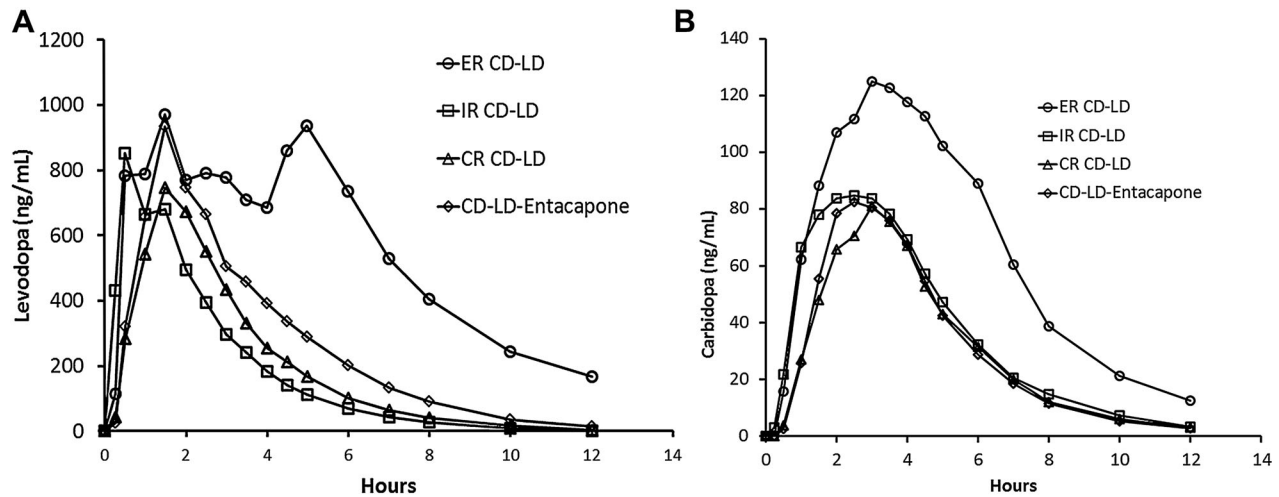 A
1200
1000
800
600
400
200
0
Levodopa (ng/mL)
0 2 4 6 8 10 12 14
Hours
ER CD-LD
IR CD-LD
CR CD-LD
CD-LD-Entacapone
B
140
120
100
80
60
40
20
0
Carbidopa (ng/mL)
0 2 4 6 8 10 12 14
Hours
ER CD-LD
IR CD-LD
CR CD-LD
CD-LD-Entacapone